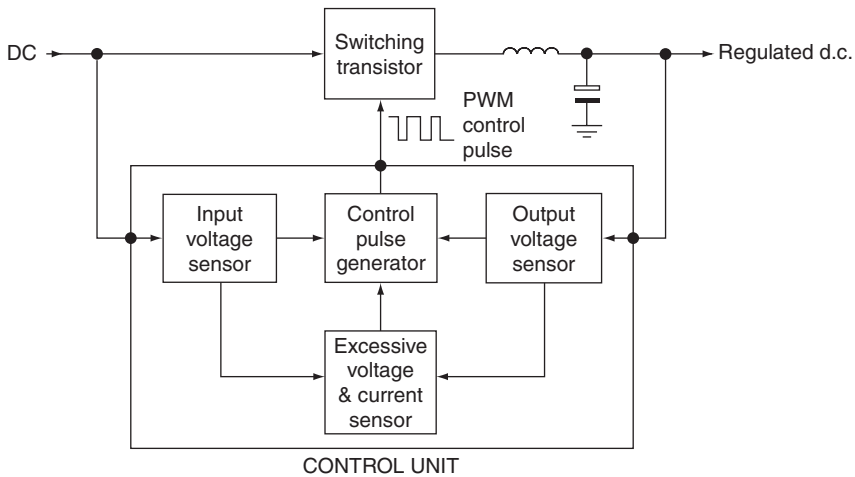 DC
Switching
transistor
Regulated d.c.
PWM
control
pulse
Input
voltage
sensor
Control
pulse
generator
Output
voltage
sensor
Excessive
voltage
& current
sensor
CONTROL UNIT